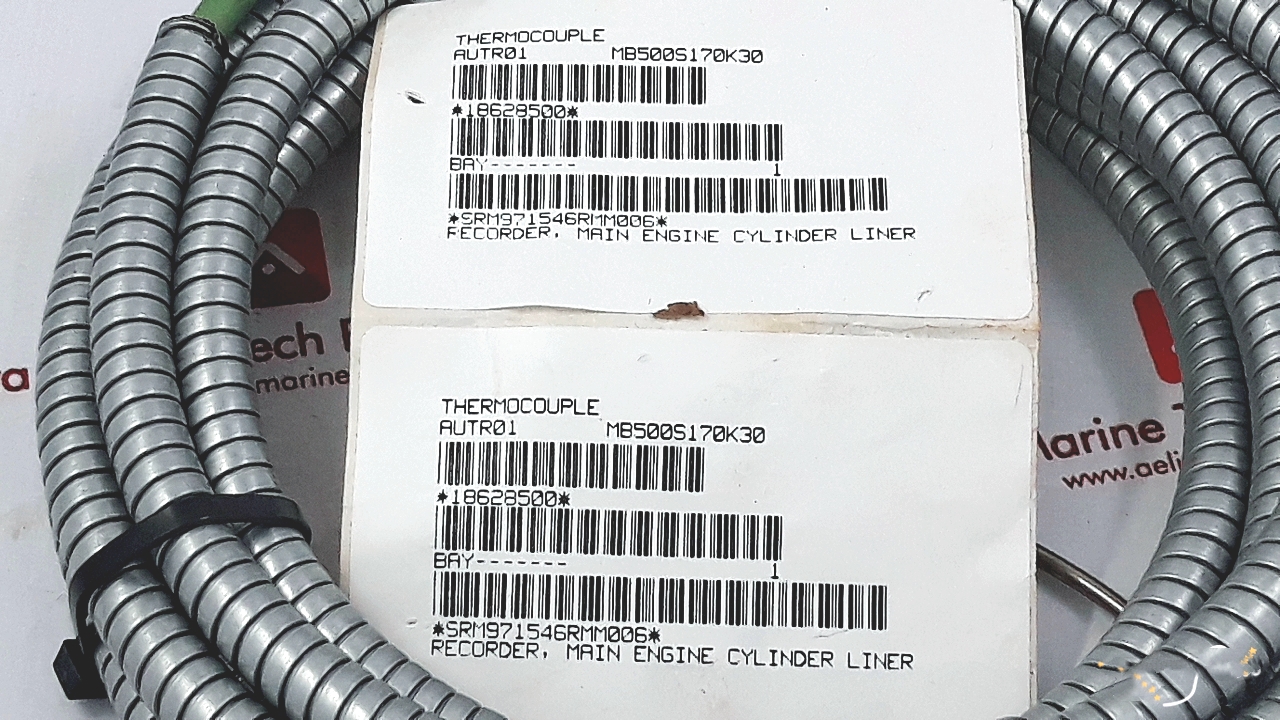 THERMOCOUPLE
AUTR01 MB500S170K30
*18628500*
BAY------- 1
*SRM971546RMM006*
RECORDER, MAIN ENGINE CYLINDER LINER
THERMOCOUPLE
AUTR01 MB500S170K30
*18628500*
BAY------- 1
*SRM971546RMM006*
RECORDER, MAIN ENGINE CYLINDER LINER
ech
marine
arine
www.aeli